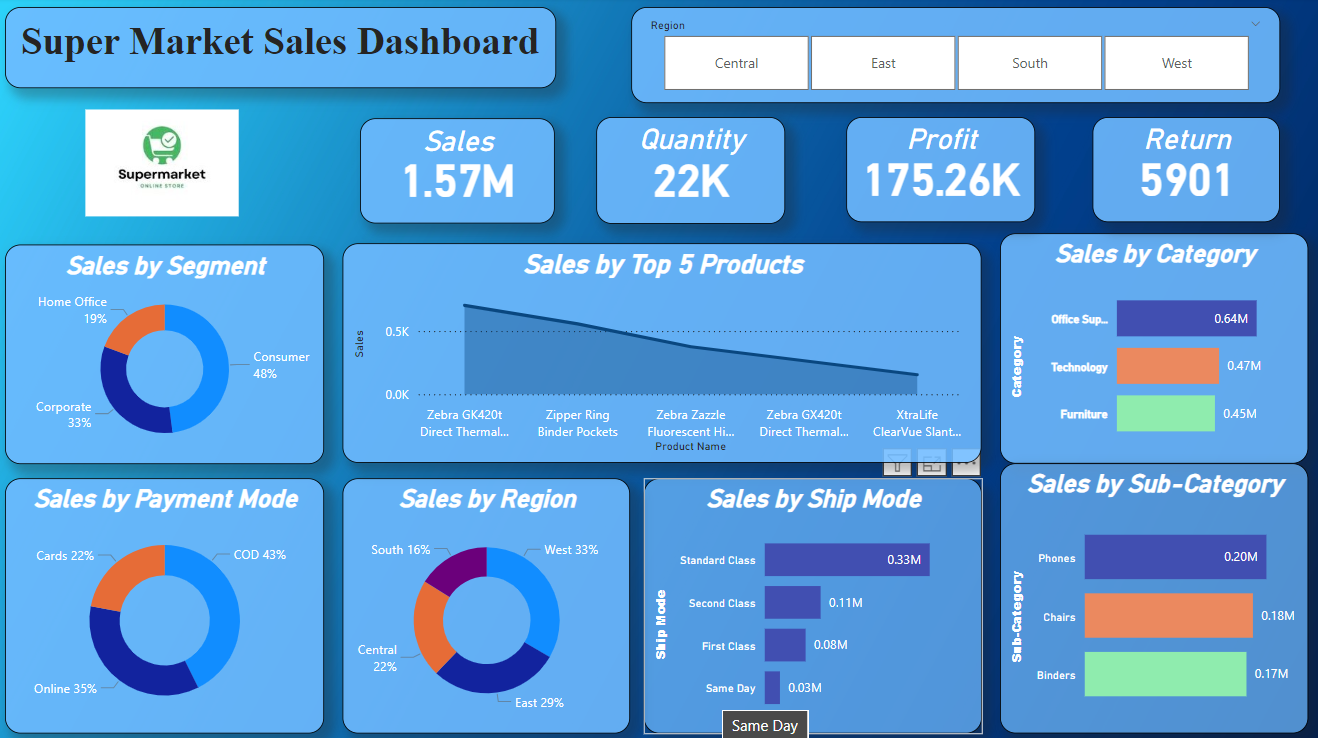 Super Market Sales Dashboard
Region
Central
East
South
West
Supermarket
ONLINE STORE
Sales
1.57M
Quantity
22K
Profit
175.26K
Return
5901
Sales by Segment
Home Office
19%
Consumer
48%
Corporate
33%
Sales by Top 5 Products
Sales
0.5K
0.0K
Zebra GK420t
Direct Thermal...
Zipper Ring
Binder Pockets
Zebra Zazzle
Fluorescent Hi...
Zebra GX420t
Direct Thermal...
XtraLife
ClearVue Slant...
Product Name
Sales by Category
Category
Office Sup...
0.64M
Technology
0.47M
Furniture
0.45M
Sales by Payment Mode
Cards 22%
COD 43%
Online 35%
Sales by Region
South 16%
West 33%
Central
22%
East 29%
Sales by Ship Mode
Ship Mode
Standard Class
0.33M
Second Class
0.11M
First Class
0.08M
Same Day
0.03M
Same Day
Sales by Sub-Category
Sub-Category
Phones
0.20M
Chairs
0.18M
Binders
0.17M